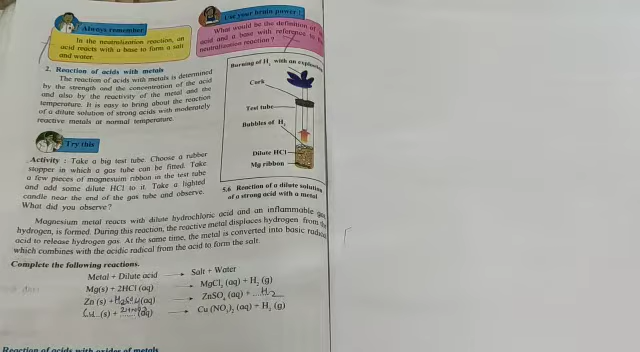 Always remember
In the neutralization reaction, an
acid reacts with a base to form a salt
and water.
Use your brain power !
What would be the definition of
acid and a base with reference to
neutralization reaction ?
2. Reaction of acids with metals
The reaction of acids with metals is determined
by the strength and the concentration of the acid
and also by the reactivity of the metal and the
temperature. It is easy to bring about the reaction
of a dilute solution of strong acids with moderately
reactive metals at normal temperature.
Try this
Activity : Take a big test tube. Choose a rubber
stopper in which a gas tube can be fitted. Take
a few pieces of magnesuim ribbon in the test tube
and add some dilute HCl to it. Take a lighted
candle near the end of the gas tube and observe.
What did you observe?
Burning of H₂ with an explosion
Cork
Test tube
Bubbles of H₂
Dilute HCl
Mg ribbon
5.6 Reaction of a dilute solution
of a strong acid with a metal
Magnesium metal reacts with dilute hydrochloric acid and an inflammable gas,
hydrogen, is formed. During this reaction, the reactive metal displaces hydrogen from the
acid to release hydrogen gas. At the same time, the metal is converted into basic radical
which combines with the acidic radical from the acid to form the salt.
Complete the following reactions.
Metal + Dilute acid → Salt + Water
Mg(s) + 2HCl (aq) → MgCl₂ (aq) + H₂ (g)
Zn (s) + H₂SO₄ (aq) → ZnSO₄ (aq) + H₂
Cu (s) + 2HNO₃ (aq) → Cu (NO₃)₂ (aq) + H₂ (g)
Reaction of acids with oxides of metals